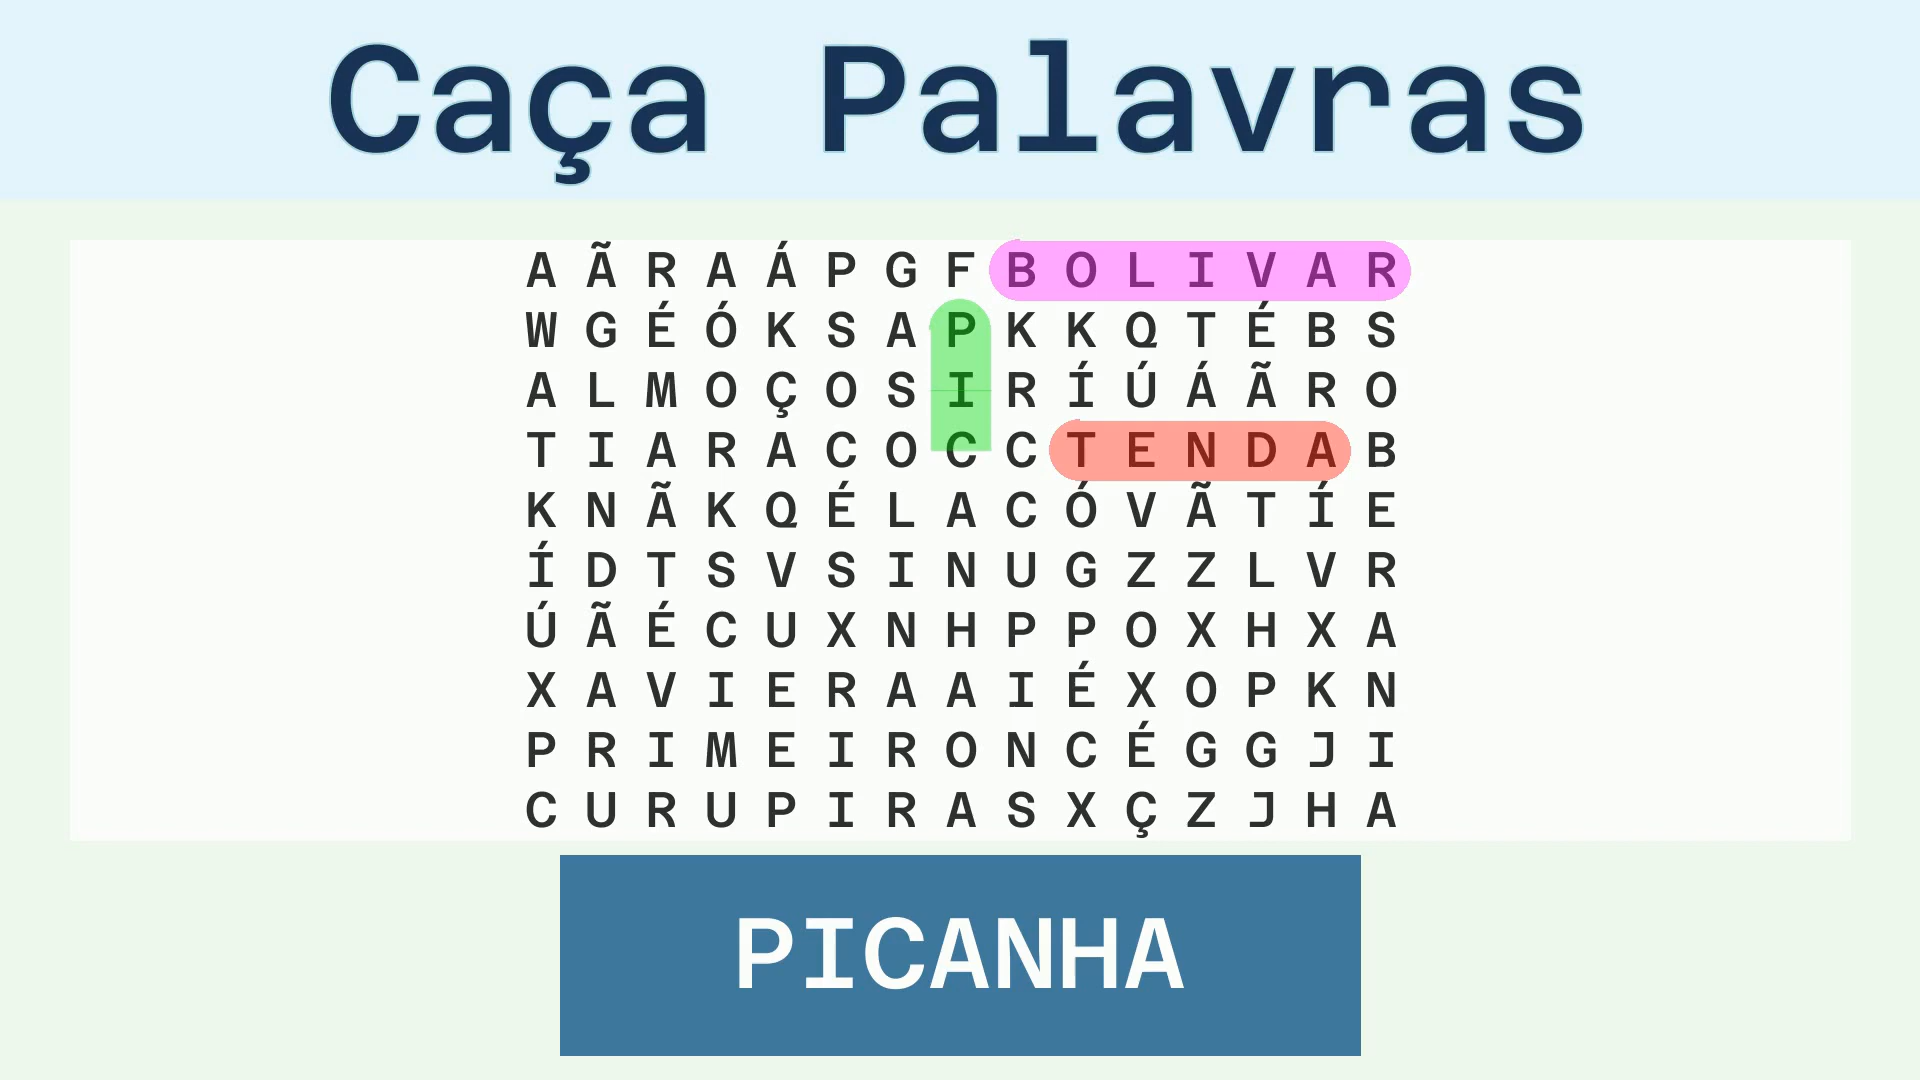 Caça Palavras
A Ã R A Á P G F B O L I V A R
W G É Ó K S A P K K Q T É B S
A L M O Ç O S I R Í Ú Á Ã R O
T I A R A C O C C T E N D A B
K N Ã K Q É L A C Ó V Ã T Í E
Í D T S V S I N U G Z Z L V R
Ú Ã É C U X N H P P O X H X A
X A V I E R A A I É X O P K N
P R I M E I R O N C É G G J I
C U R U P I R A S X Ç Z J H A
PICANHA